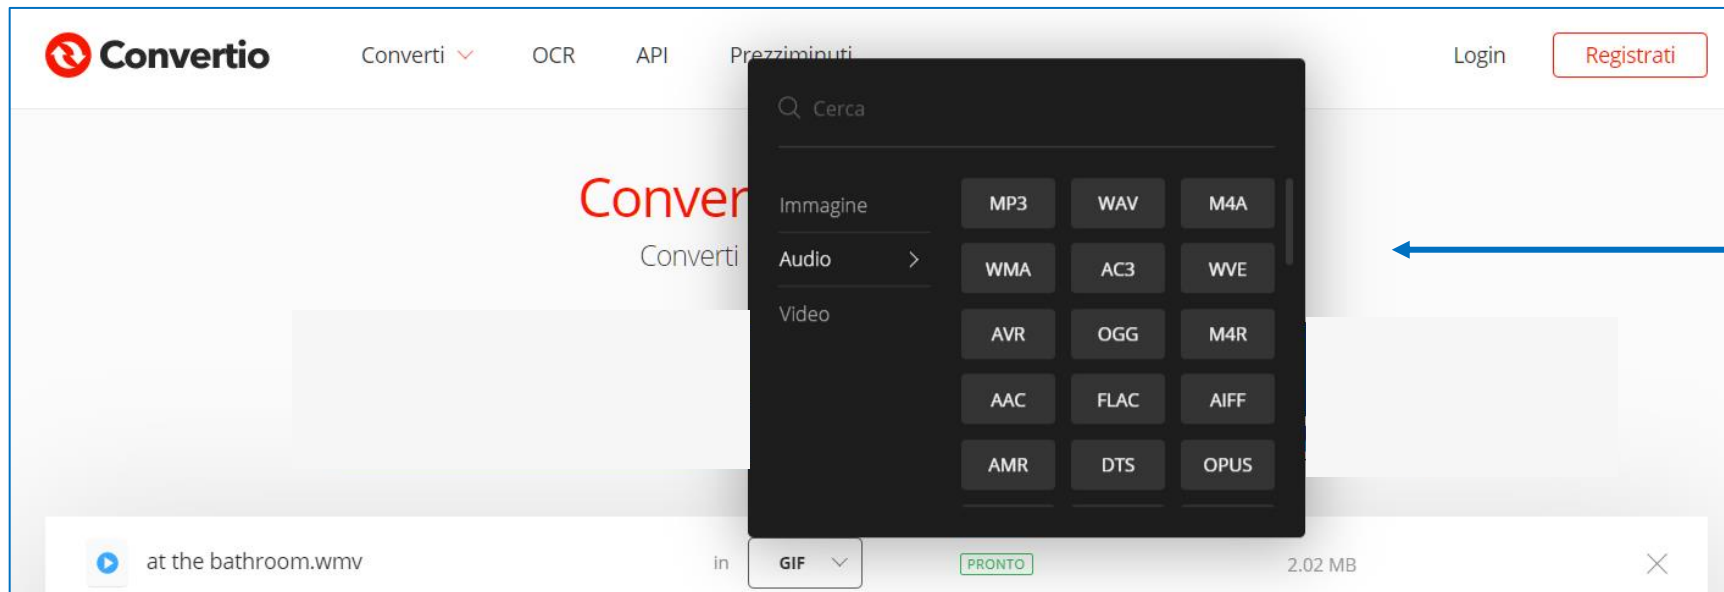 Convertio Converti OCR API Prezziminuti Login Registrati
Cerca
Conver
Converti
Immagine
Audio
Video
MP3 WAV M4A
WMA AC3 WVE
AVR OGG M4R
AAC FLAC AIFF
AMR DTS OPUS
at the bathroom.wmv in GIF PRONTO 2.02 MB